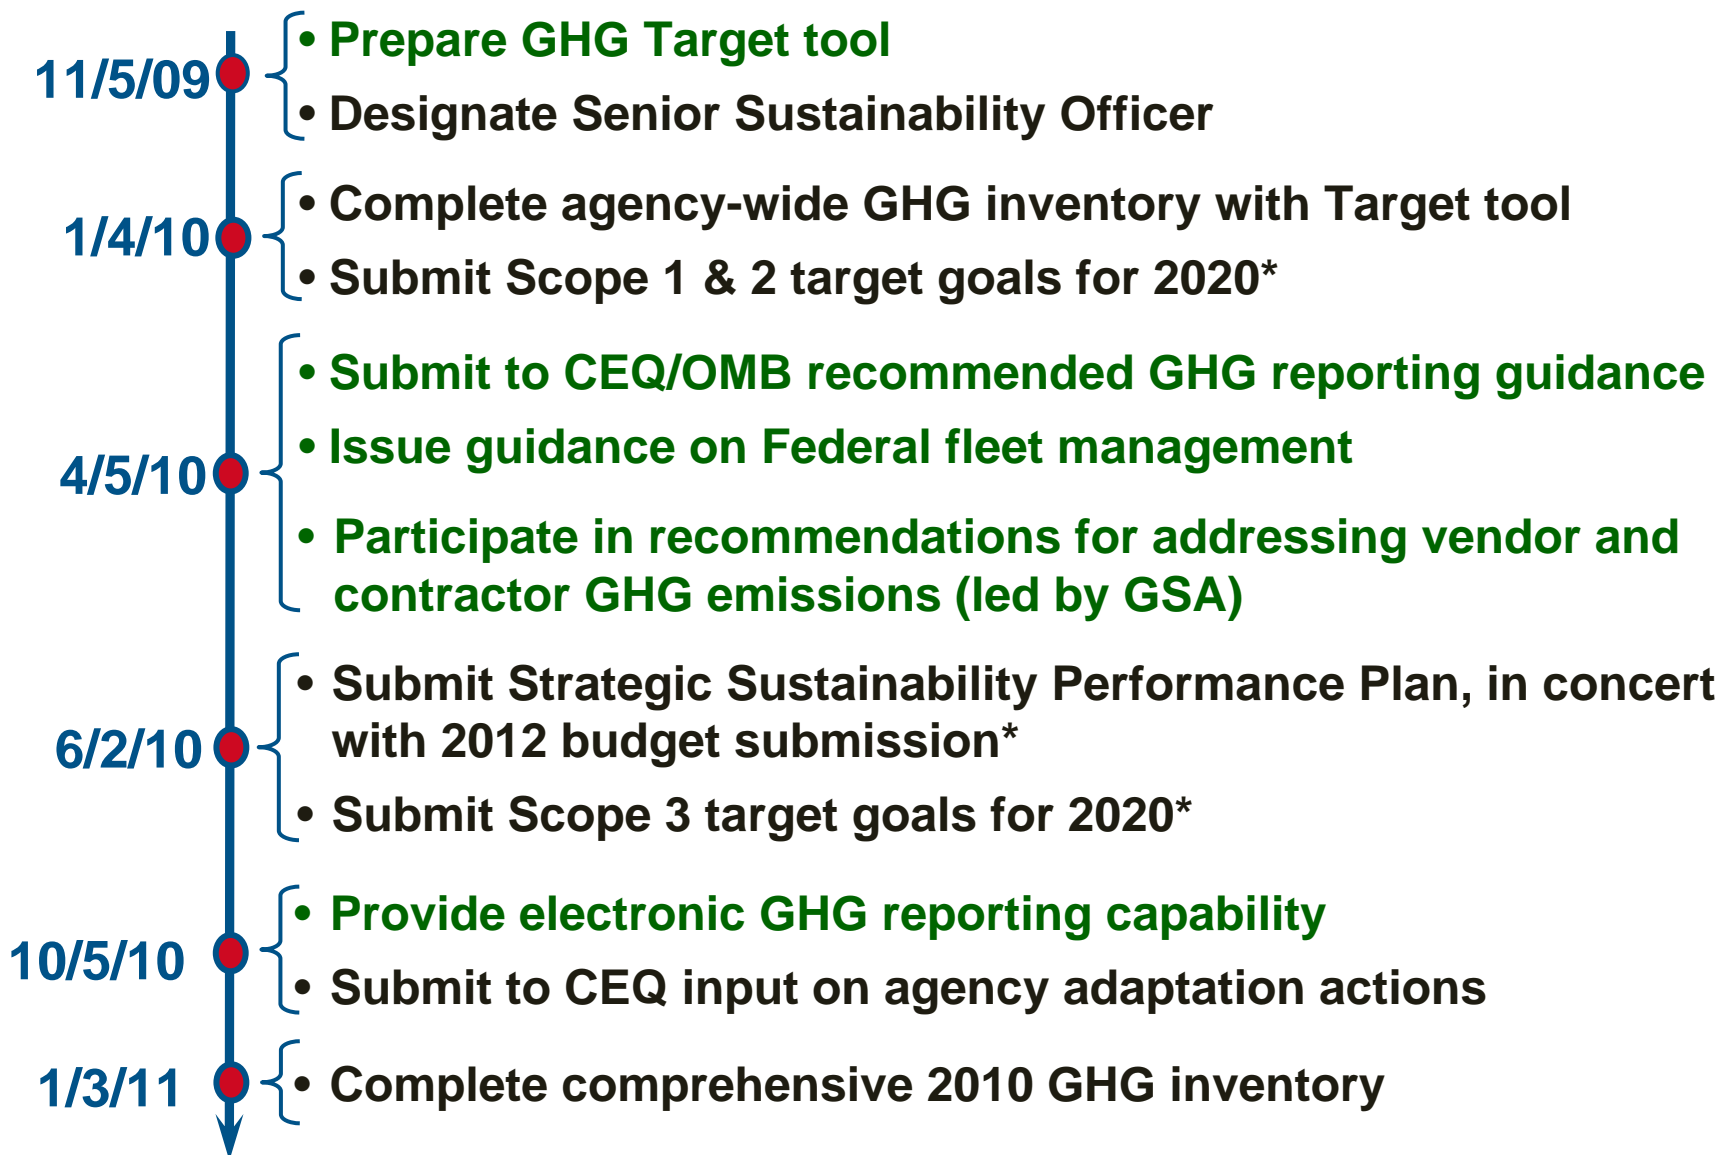 11/5/09
• Prepare GHG Target tool
• Designate Senior Sustainability Officer
1/4/10
• Complete agency-wide GHG inventory with Target tool
• Submit Scope 1 & 2 target goals for 2020*
4/5/10
• Submit to CEQ/OMB recommended GHG reporting guidance
• Issue guidance on Federal fleet management
• Participate in recommendations for addressing vendor and
contractor GHG emissions (led by GSA)
6/2/10
• Submit Strategic Sustainability Performance Plan, in concert
with 2012 budget submission*
• Submit Scope 3 target goals for 2020*
10/5/10
• Provide electronic GHG reporting capability
• Submit to CEQ input on agency adaptation actions
1/3/11
• Complete comprehensive 2010 GHG inventory